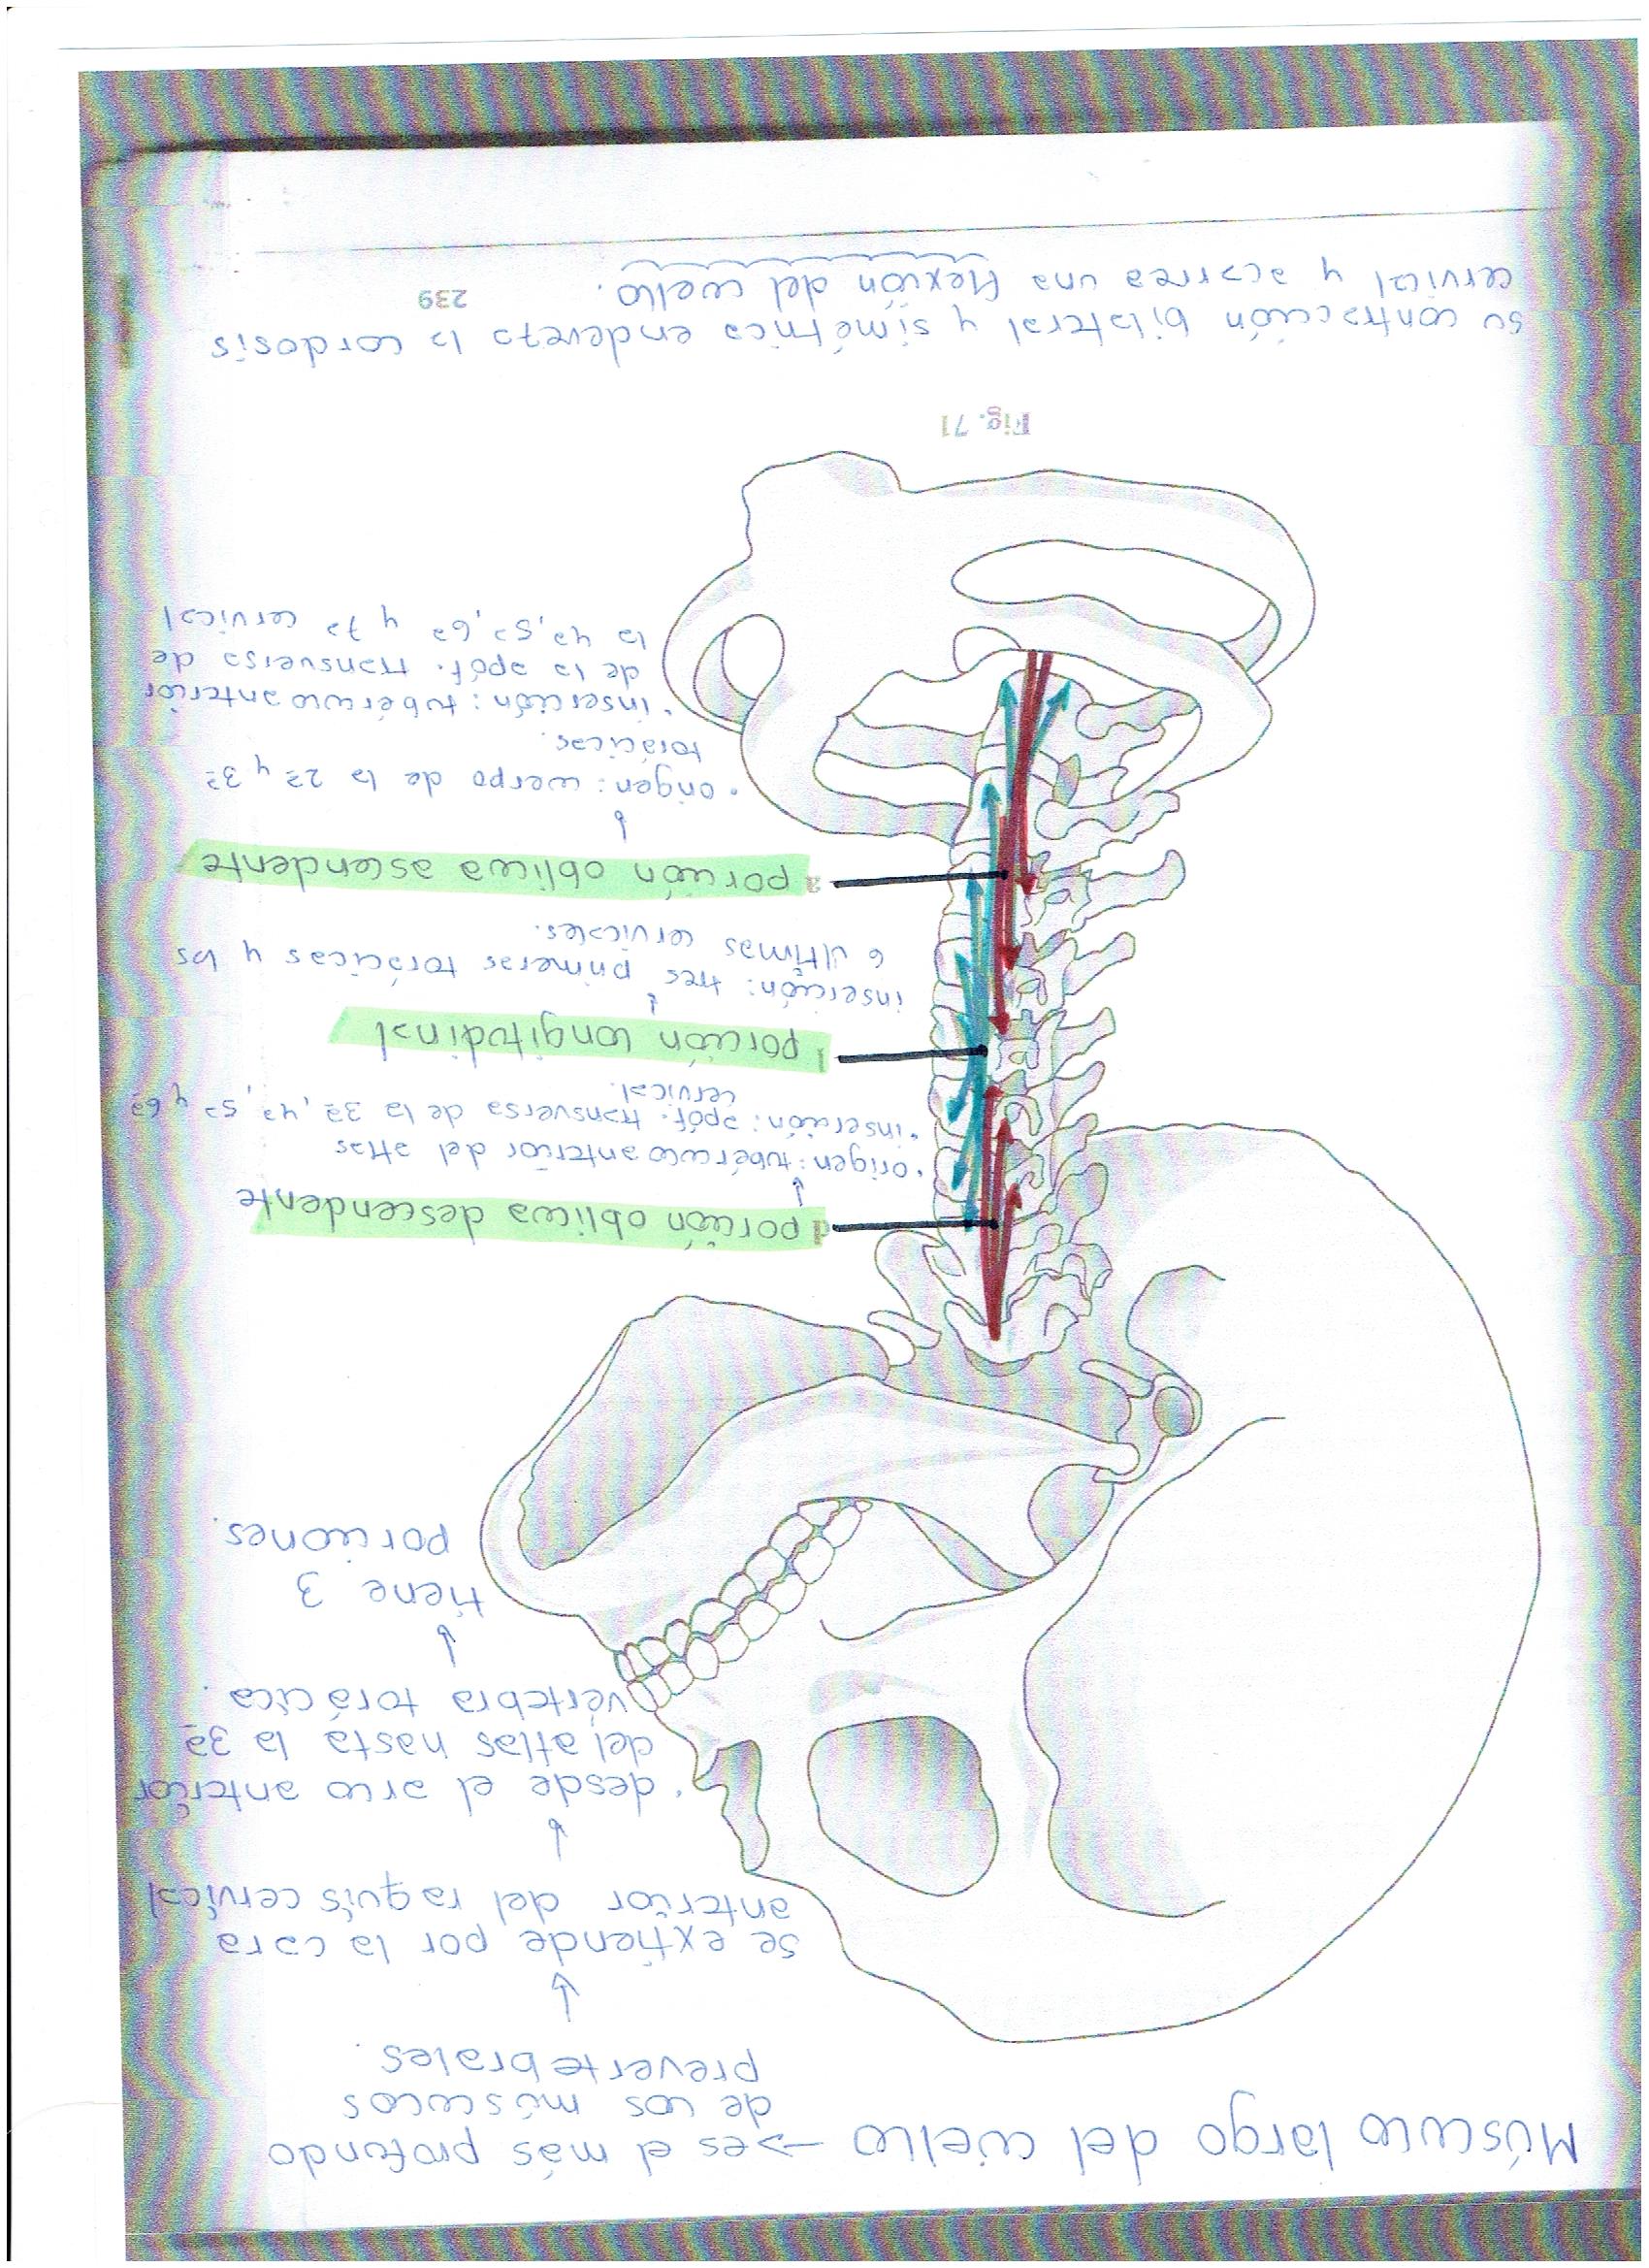 Músculo largo del cuello → es el más profundo
de los músculos
prevertebrales.
se extiende por la cara
anterior del raquis cervical
desde el arco anterior
del atlas hasta la 3ª
vértebra torácica.
tiene 3
porciones.
d porción oblicua descendente
• origen: tubérculo anterior del atlas
• inserción: apóf. transversa de la 3ª, 4ª, 5ª y 6ª
cervical.
l porción longitudinal
inserción: tres primeras torácicas y las
6 últimas cervicales.
a porción oblicua ascendente
• origen: cuerpo de la 2ª y 3ª
torácicas.
• inserción: tubérculo anterior
de la apóf. transversa de
la 4ª, 5ª, 6ª y 7ª cervical
Fig. 71
su contracción bilateral y simétrica endereza la lordosis
cervical y acarrea una flexión del cuello.
239